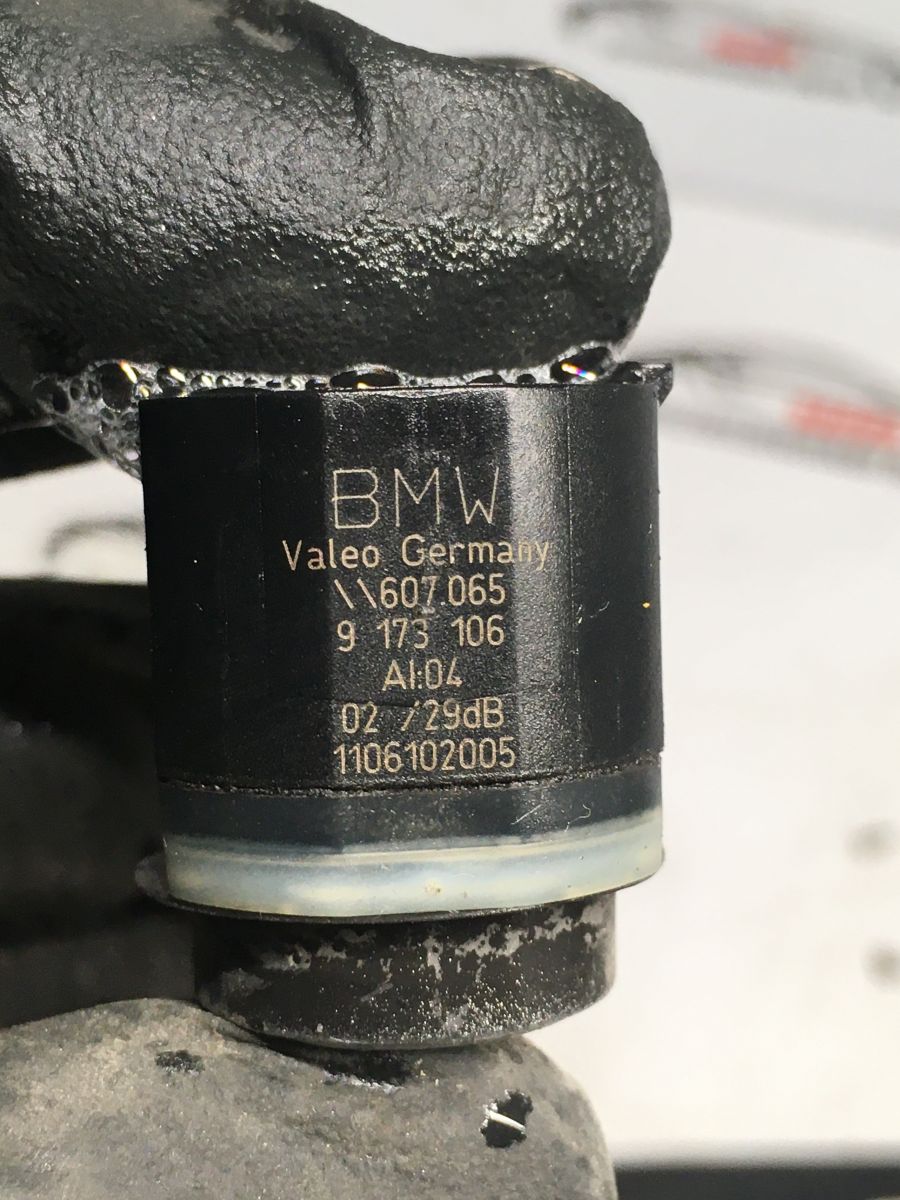 BMW
Valeo Germany
\\607.065
9 173 106
AI:04
02 /29dB
1106102005